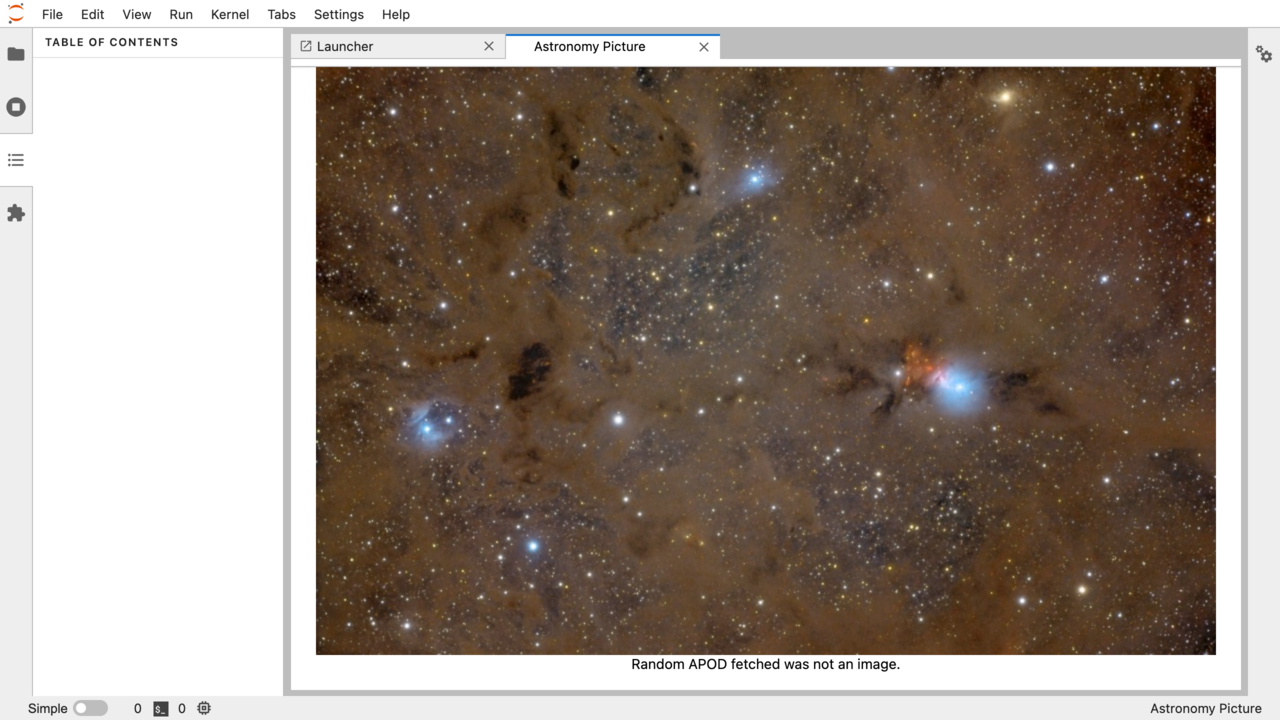 File Edit View Run Kernel Tabs Settings Help
TABLE OF CONTENTS
Launcher
Astronomy Picture
Random APOD fetched was not an image.
Simple 0 $_ 0
Astronomy Picture